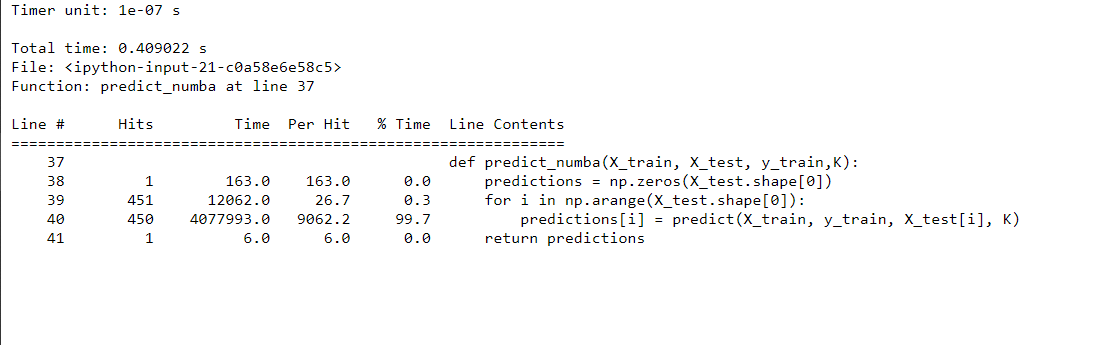 Timer unit: 1e-07 s

Total time: 0.409022 s
File: <ipython-input-21-c0a58e6e58c5>
Function: predict_numba at line 37

Line #      Hits         Time  Per Hit   % Time  Line Contents
==============================================================
    37                                           def predict_numba(X_train, X_test, y_train,K):
    38         1        163.0    163.0      0.0      predictions = np.zeros(X_test.shape[0])
    39       451      12062.0     26.7      0.3      for i in np.arange(X_test.shape[0]):
    40       450    4077993.0   9062.2     99.7          predictions[i] = predict(X_train, y_train, X_test[i], K)
    41         1          6.0      6.0      0.0      return predictions